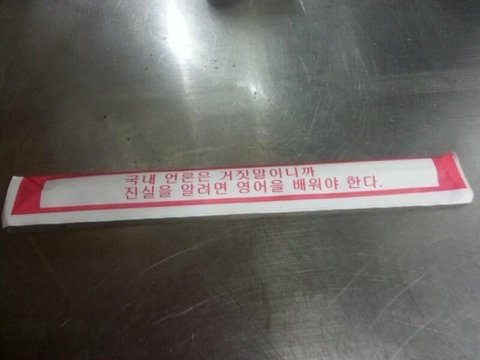 국내 언론은 거짓말이니까
진실을 알려면 영어을 배워야 한다.